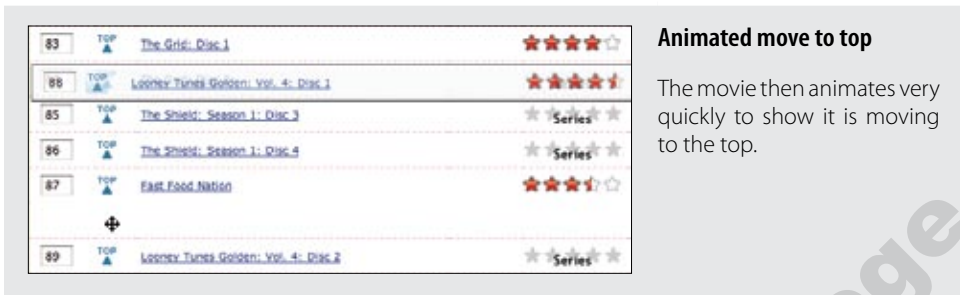 83 TOP The Grid: Disc 1
88 TOP Looney Tunes Golden: Vol. 4: Disc 1
85 TOP The Shield: Season 1: Disc 3 Series
86 TOP The Shield: Season 1: Disc 4 Series
87 TOP Fast Food Nation
89 TOP Looney Tunes Golden: Vol. 4: Disc 2 Series
Animated move to top
The movie then animates very
quickly to show it is moving
to the top.